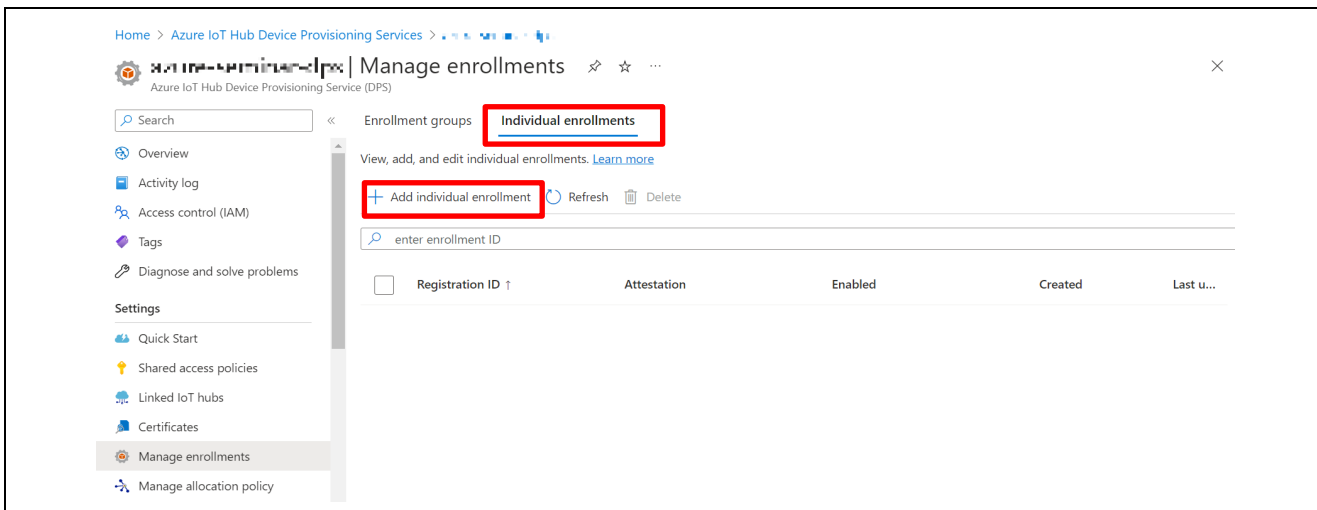 Home > Azure IoT Hub Device Provisioning Services >
| Manage enrollments ...
Azure IoT Hub Device Provisioning Service (DPS)
Search
«
Overview
Activity log
Access control (IAM)
Tags
Diagnose and solve problems
Settings
Quick Start
Shared access policies
Linked IoT hubs
Certificates
Manage enrollments
Manage allocation policy
Enrollment groups Individual enrollments
View, add, and edit individual enrollments. Learn more
+ Add individual enrollment Refresh Delete
enter enrollment ID
Registration ID ↑ Attestation Enabled Created Last u...